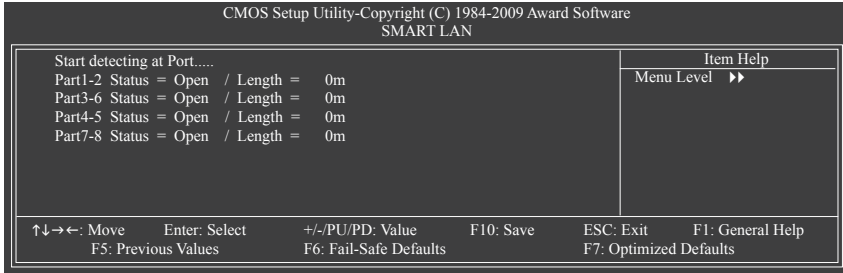 CMOS Setup Utility-Copyright (C) 1984-2009 Award Software
SMART LAN
Start detecting at Port.....
Part1-2 Status = Open / Length = 0m
Part3-6 Status = Open / Length = 0m
Part4-5 Status = Open / Length = 0m
Part7-8 Status = Open / Length = 0m
Item Help
Menu Level ▶▶
↑↓→←: Move Enter: Select +/-/PU/PD: Value F10: Save ESC: Exit F1: General Help
F5: Previous Values F6: Fail-Safe Defaults F7: Optimized Defaults